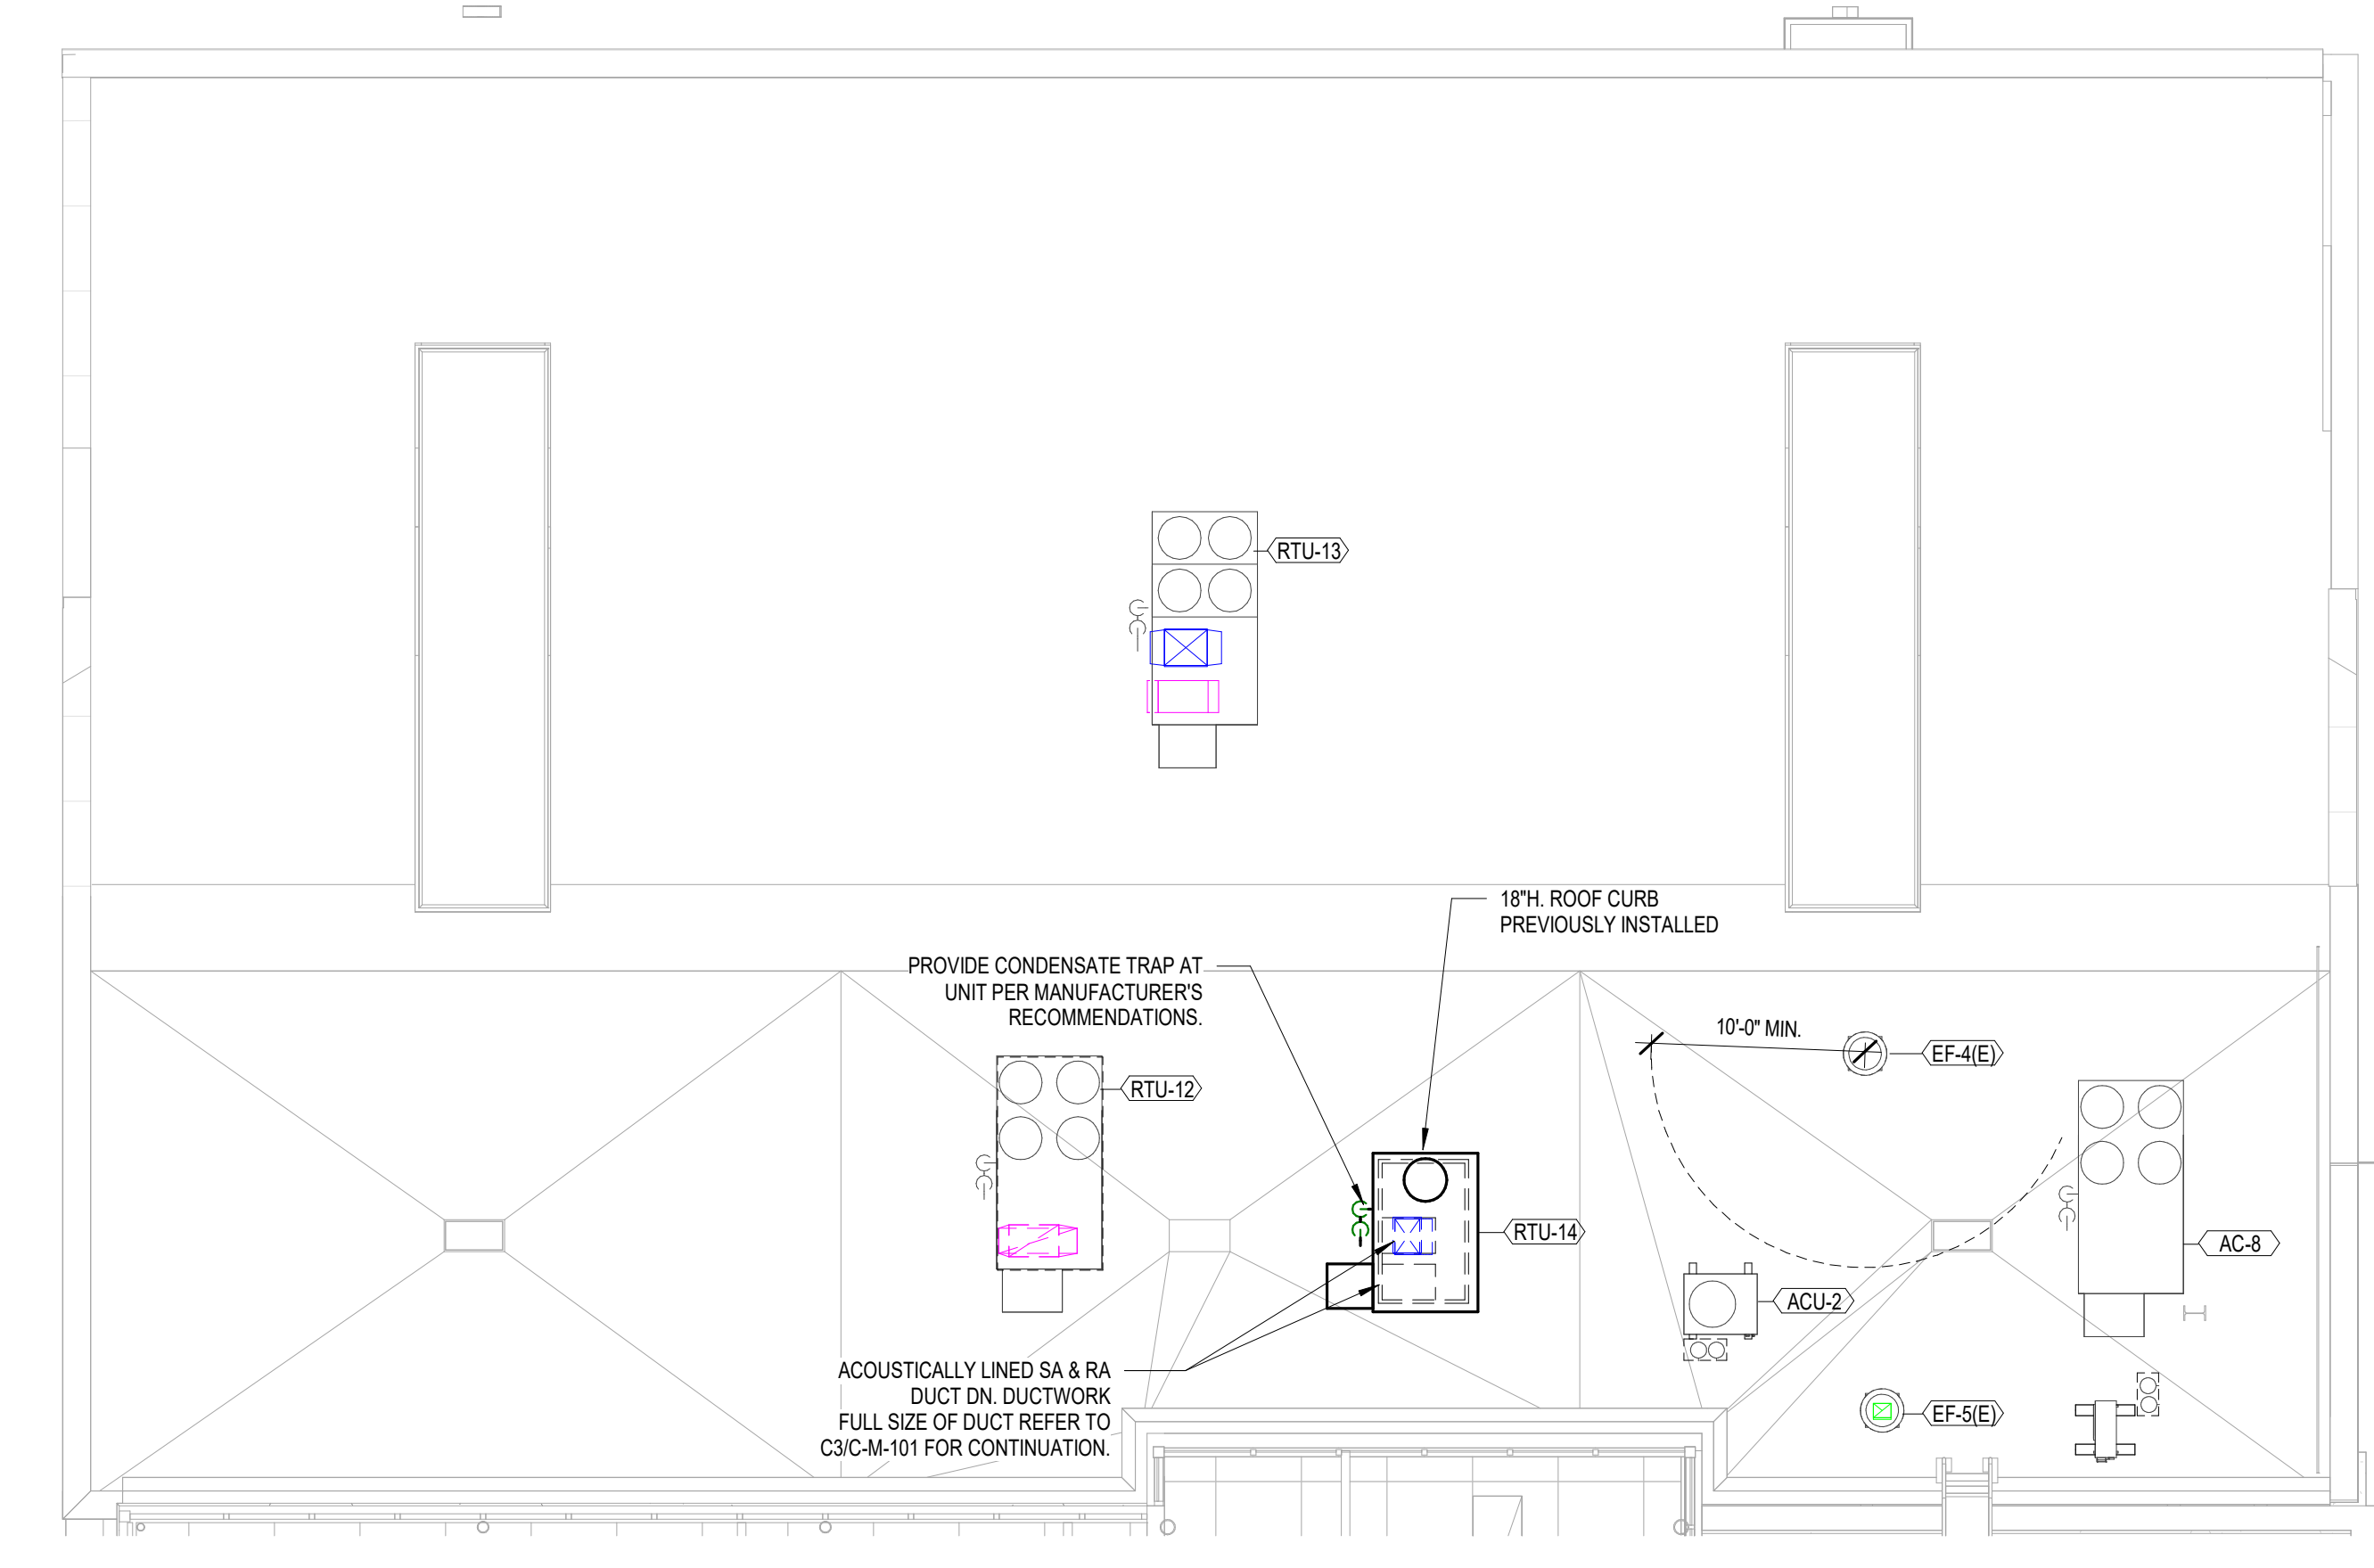 RTU-13
18"H. ROOF CURB
PREVIOUSLY INSTALLED
PROVIDE CONDENSATE TRAP AT
UNIT PER MANUFACTURER'S
RECOMMENDATIONS.
10'-0" MIN.
EF-4(E)
RTU-12
RTU-14
AC-8
ACU-2
ACOUSTICALLY LINED SA & RA
DUCT DN. DUCTWORK
FULL SIZE OF DUCT REFER TO
C3/C-M-101 FOR CONTINUATION.
EF-5(E)